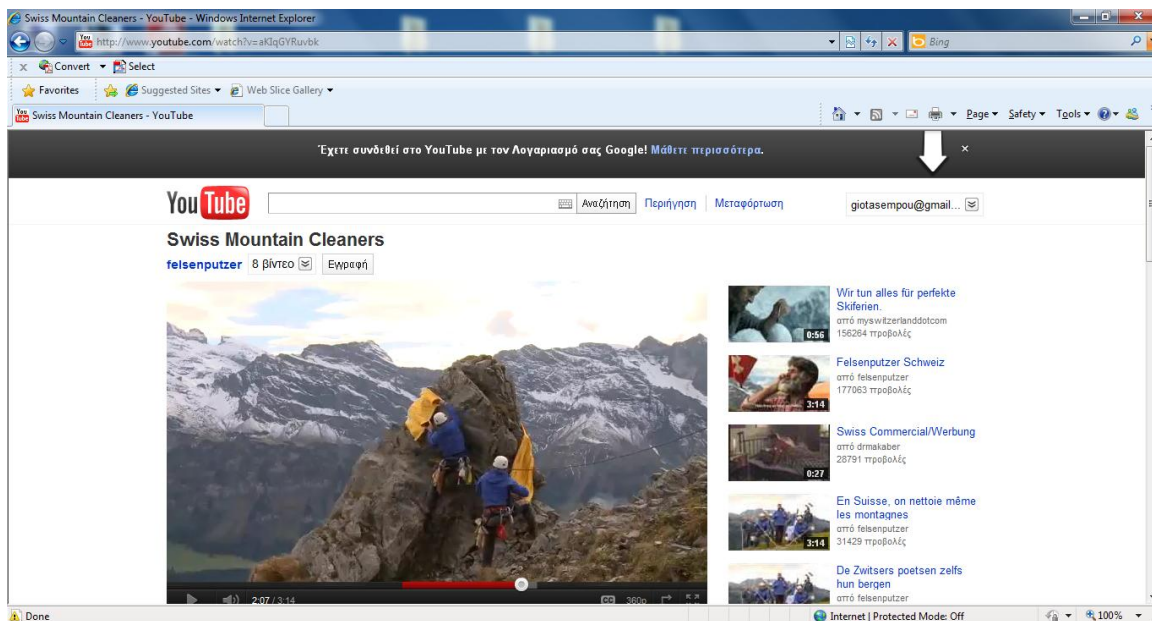 Swiss Mountain Cleaners - YouTube - Windows Internet Explorer
http://www.youtube.com/watch?v=aKIqGYRuvbk
Bing
x Convert Select
Favorites Suggested Sites Web Slice Gallery
Swiss Mountain Cleaners - YouTube
Page Safety Tools
Έχετε συνδεθεί στο YouTube με τον Λογαριασμό σας Google! Μάθετε περισσότερα.
You Tube
Αναζήτηση Περιήγηση Μεταφόρτωση giotasempou@gmail...
Swiss Mountain Cleaners
felsenputzer 8 βίντεο Εγγραφή
Wir tun alles für perfekte
Skiferien.
από myswitzerlanddotcom
156264 προβολές
0:56
Felsenputzer Schweiz
από felsenputzer
177063 προβολές
3:14
Swiss Commercial/Werbung
από drmakaber
28791 προβολές
0:27
En Suisse, on nettoie même
les montagnes
από felsenputzer
31429 προβολές
3:14
De Zwitsers poetsen zelfs
hun bergen
από felsenputzer
2:07 / 3:14 CC 360p
Done Internet | Protected Mode: Off 100%